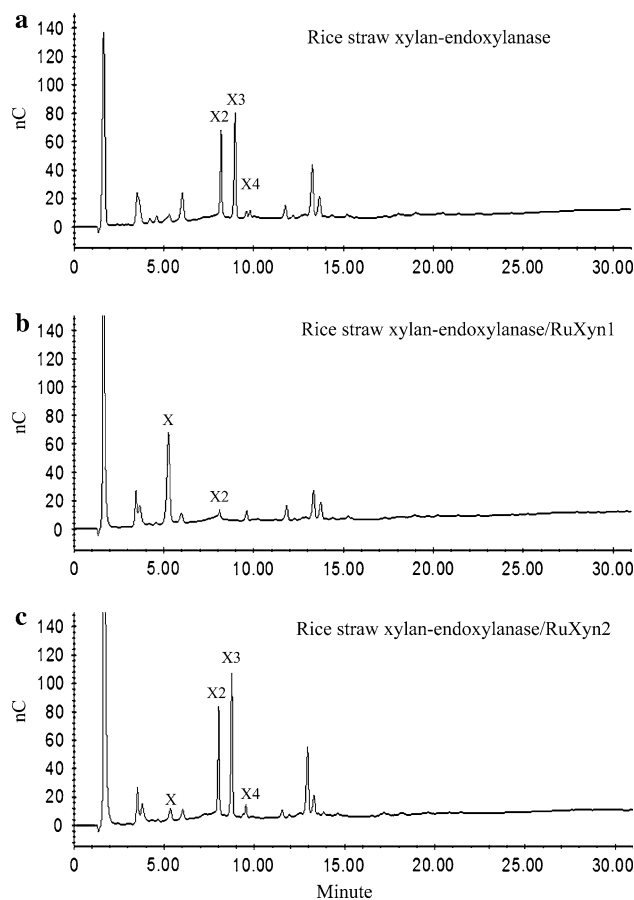 a
Rice straw xylan-endoxylanase
nC
140
120
100
80
60
40
20
0
X2
X3
X4
0 5.00 10.00 15.00 20.00 25.00 30.00
b
Rice straw xylan-endoxylanase/RuXyn1
nC
140
120
100
80
60
40
20
0
X
X2
0 5.00 10.00 15.00 20.00 25.00 30.00
c
Rice straw xylan-endoxylanase/RuXyn2
nC
140
120
100
80
60
40
20
0
X
X2
X3
X4
0 5.00 10.00 15.00 20.00 25.00 30.00
Minute